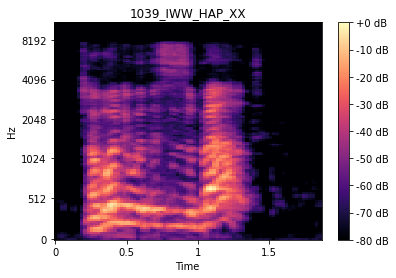 1039_IWW_HAP_XX
8192
4096
2048
1024
512
0
Hz
0
0.5
1
1.5
Time
+0 dB
-10 dB
-20 dB
-30 dB
-40 dB
-50 dB
-60 dB
-70 dB
-80 dB